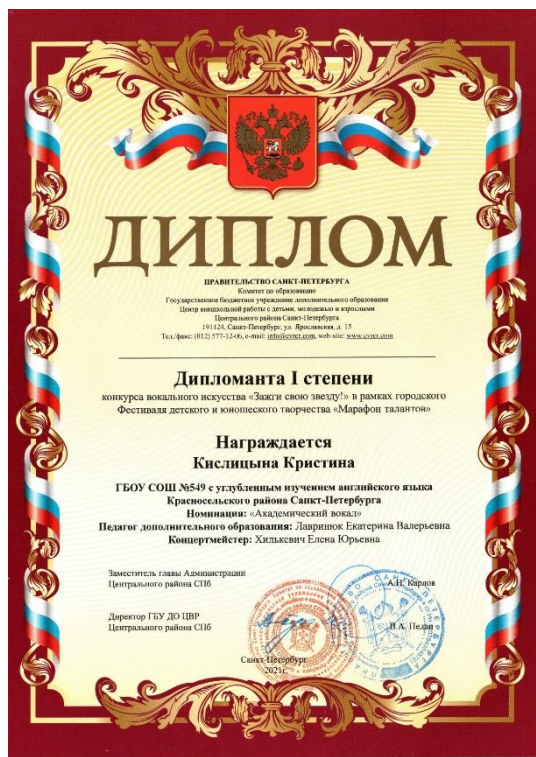 ДИПЛОМ
ПРАВИТЕЛЬСТВО САНКТ-ПЕТЕРБУРГА
Комитет по образованию
Государственное бюджетное учреждение дополнительного образования
Центр внешкольной работы с детьми, молодежью и взрослыми
Центрального района Санкт-Петербурга
191124, Санкт-Петербург, ул. Ярославская, д. 15
Тел./факс: (812) 577-12-06, e-mail: info@cvrcr.com, web-site: www.cvrcr.com
Дипломанта I степени
конкурса вокального искусства «Зажги свою звезду!» в рамках городского
Фестиваля детского и юношеского творчества «Марафон талантов»
Награждается
Кислицына Кристина
ГБОУ СОШ №549 с углубленным изучением английского языка
Красносельского района Санкт-Петербурга
Номинация: «Академический вокал»
Педагог дополнительного образования: Лавринюк Екатерина Валерьевна
Концертмейстер: Хилькевич Елена Юрьевна
Заместитель главы Администрации
Центрального района СПб
А.Н. Карлов
Директор ГБУ ДО ЦВР
Центрального района СПб
В.А. Педан
Санкт-Петербург
2021г.